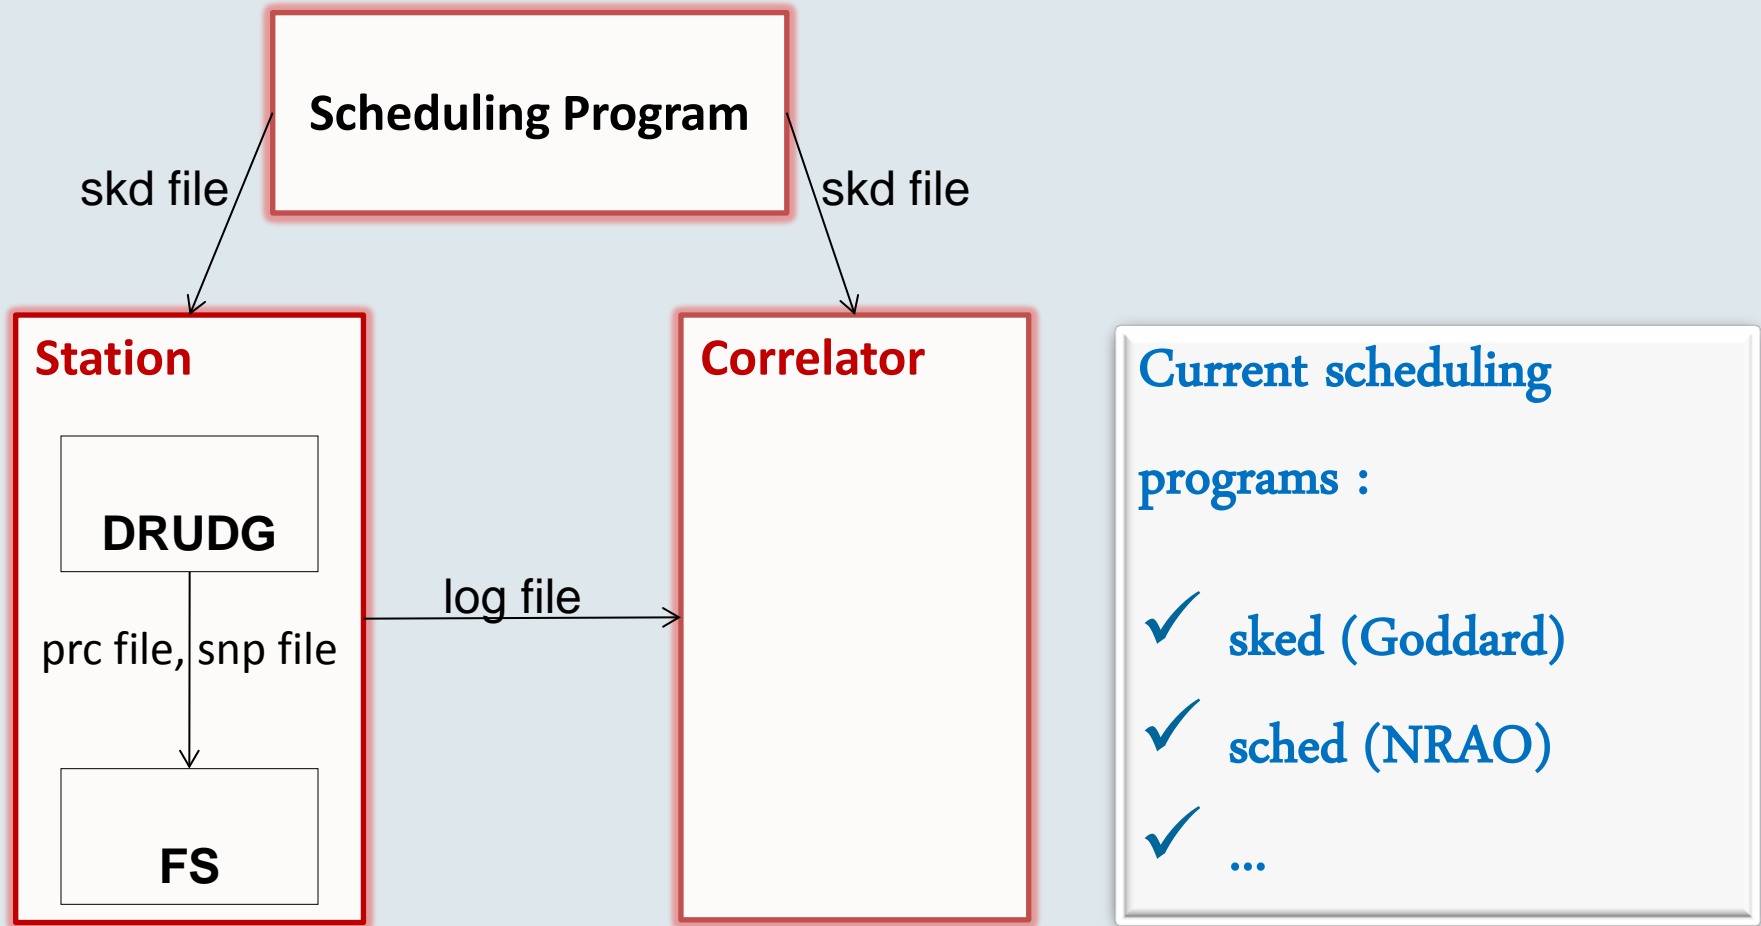 Scheduling Program
skd file
skd file
Station
DRUDG
prc file, snp file
FS
log file
Correlator
Current scheduling
programs :
✓ sked (Goddard)
✓ sched (NRAO)
✓ ...